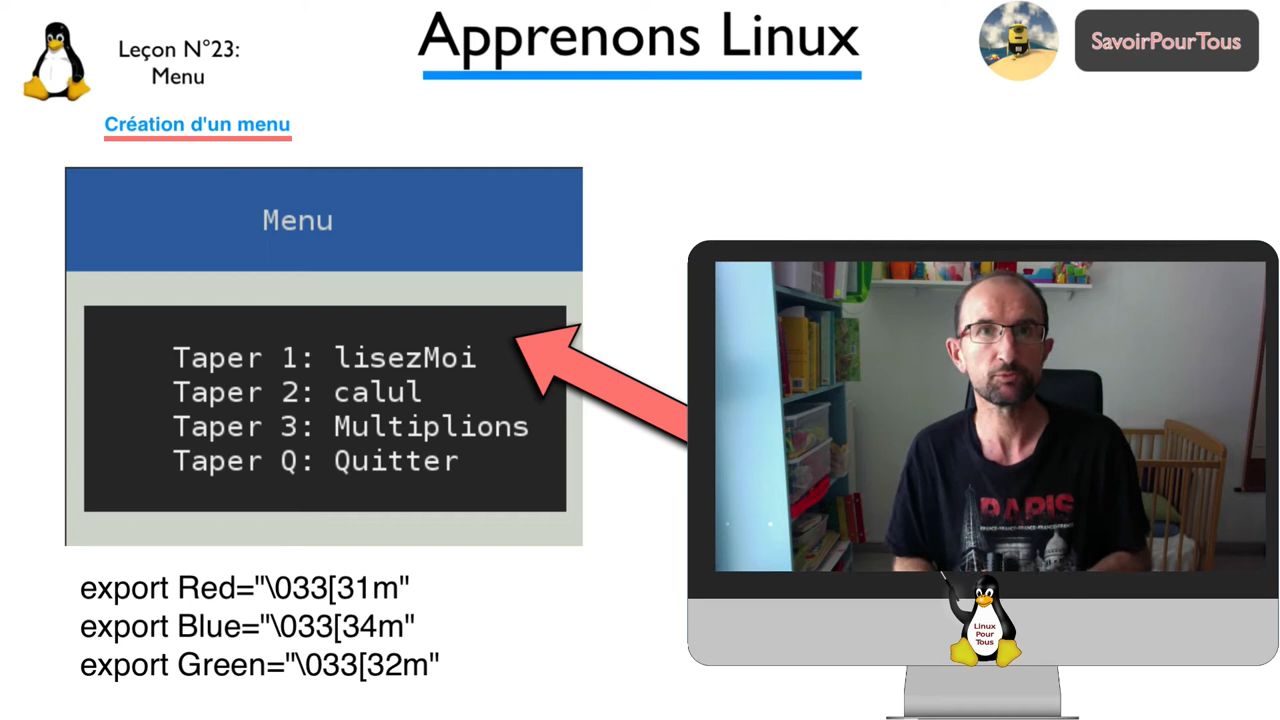 Apprenons Linux
Leçon N°23:
Menu
SavoirPourTous
Création d'un menu
Menu
Taper 1: lisezMoi
Taper 2: calul
Taper 3: Multiplions
Taper Q: Quitter
export Red="\033[31m"
export Blue="\033[34m"
export Green="\033[32m"
PARIS
Linux
Pour
Tous